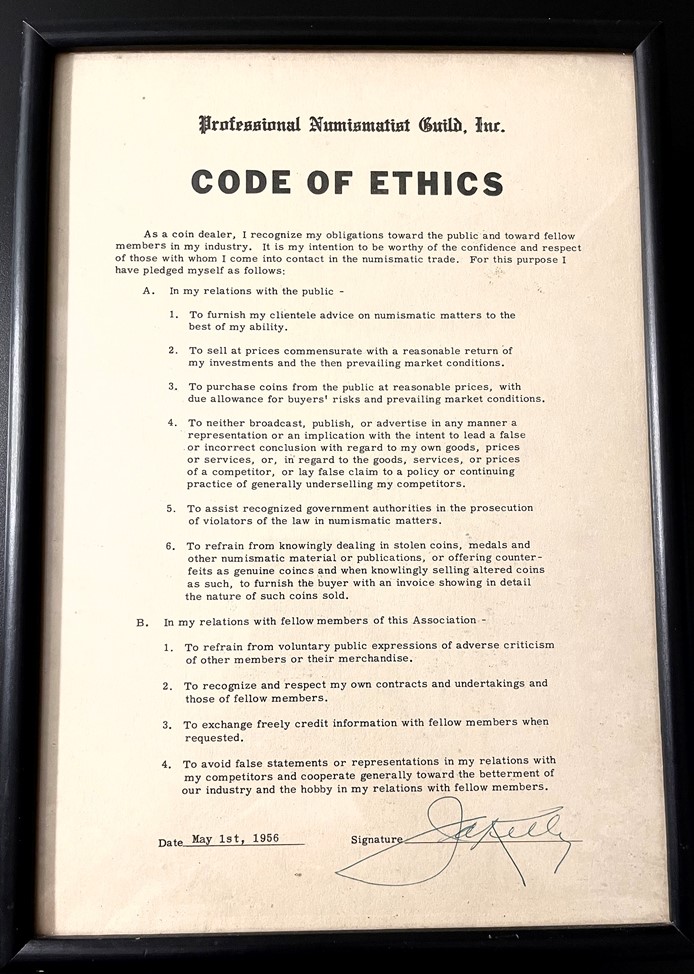 Professional Numismatist Guild, Inc.
CODE OF ETHICS
As a coin dealer, I recognize my obligations toward the public and toward fellow
members in my industry. It is my intention to be worthy of the confidence and respect
of those with whom I come into contact in the numismatic trade. For this purpose I
have pledged myself as follows:
A. In my relations with the public -
1. To furnish my clientele advice on numismatic matters to the
best of my ability.
2. To sell at prices commensurate with a reasonable return of
my investments and the then prevailing market conditions.
3. To purchase coins from the public at reasonable prices, with
due allowance for buyers' risks and prevailing market conditions.
4. To neither broadcast, publish, or advertise in any manner a
representation or an implication with the intent to lead a false
or incorrect conclusion with regard to my own goods, prices
or services, or, in regard to the goods, services, or prices
of a competitor, or lay false claim to a policy or continuing
practice of generally underselling my competitors.
5. To assist recognized government authorities in the prosecution
of violators of the law in numismatic matters.
6. To refrain from knowingly dealing in stolen coins, medals and
other numismatic material or publications, or offering counter-
feits as genuine coincs and when knowlingly selling altered coins
as such, to furnish the buyer with an invoice showing in detail
the nature of such coins sold.
B. In my relations with fellow members of this Association -
1. To refrain from voluntary public expressions of adverse criticism
of other members or their merchandise.
2. To recognize and respect my own contracts and undertakings and
those of fellow members.
3. To exchange freely credit information with fellow members when
requested.
4. To avoid false statements or representations in my relations with
my competitors and cooperate generally toward the betterment of
our industry and the hobby in my relations with fellow members.
Date May 1st, 1956 Signature